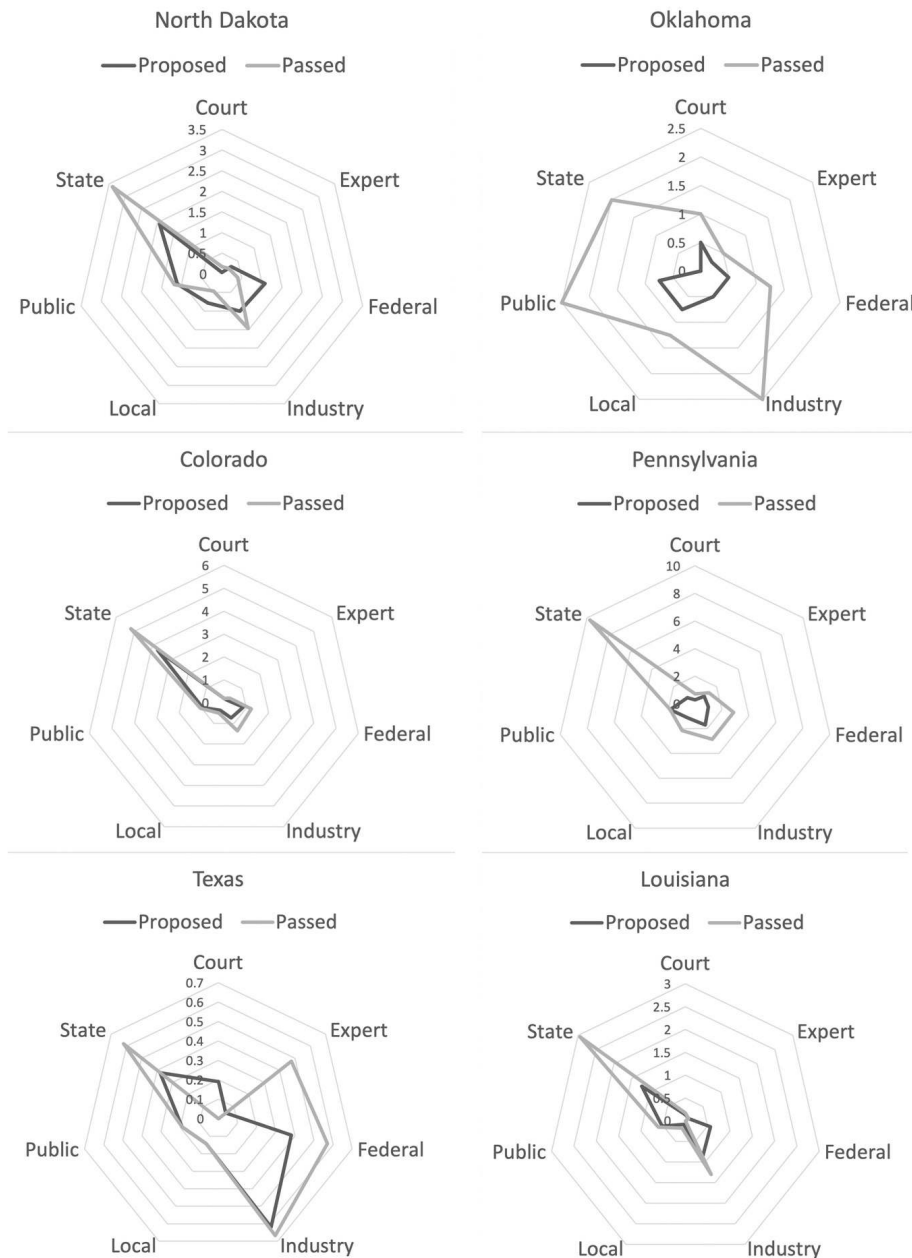 North Dakota
Proposed Passed
Court
3.5
3
2.5
2
1.5
1
0.5
0
State
Expert
Public
Federal
Local
Industry
Oklahoma
Proposed Passed
Court
2.5
2
1.5
1
0.5
0
State
Expert
Public
Federal
Local
Industry
Colorado
Proposed Passed
Court
6
5
4
3
2
1
0
State
Expert
Public
Federal
Local
Industry
Pennsylvania
Proposed Passed
Court
10
8
6
4
2
0
State
Expert
Public
Federal
Local
Industry
Texas
Proposed Passed
Court
0.7
0.6
0.5
0.4
0.3
0.2
0.1
0
State
Expert
Public
Federal
Local
Industry
Louisiana
Proposed Passed
Court
3
2.5
2
1.5
1
0.5
0
State
Expert
Public
Federal
Local
Industry